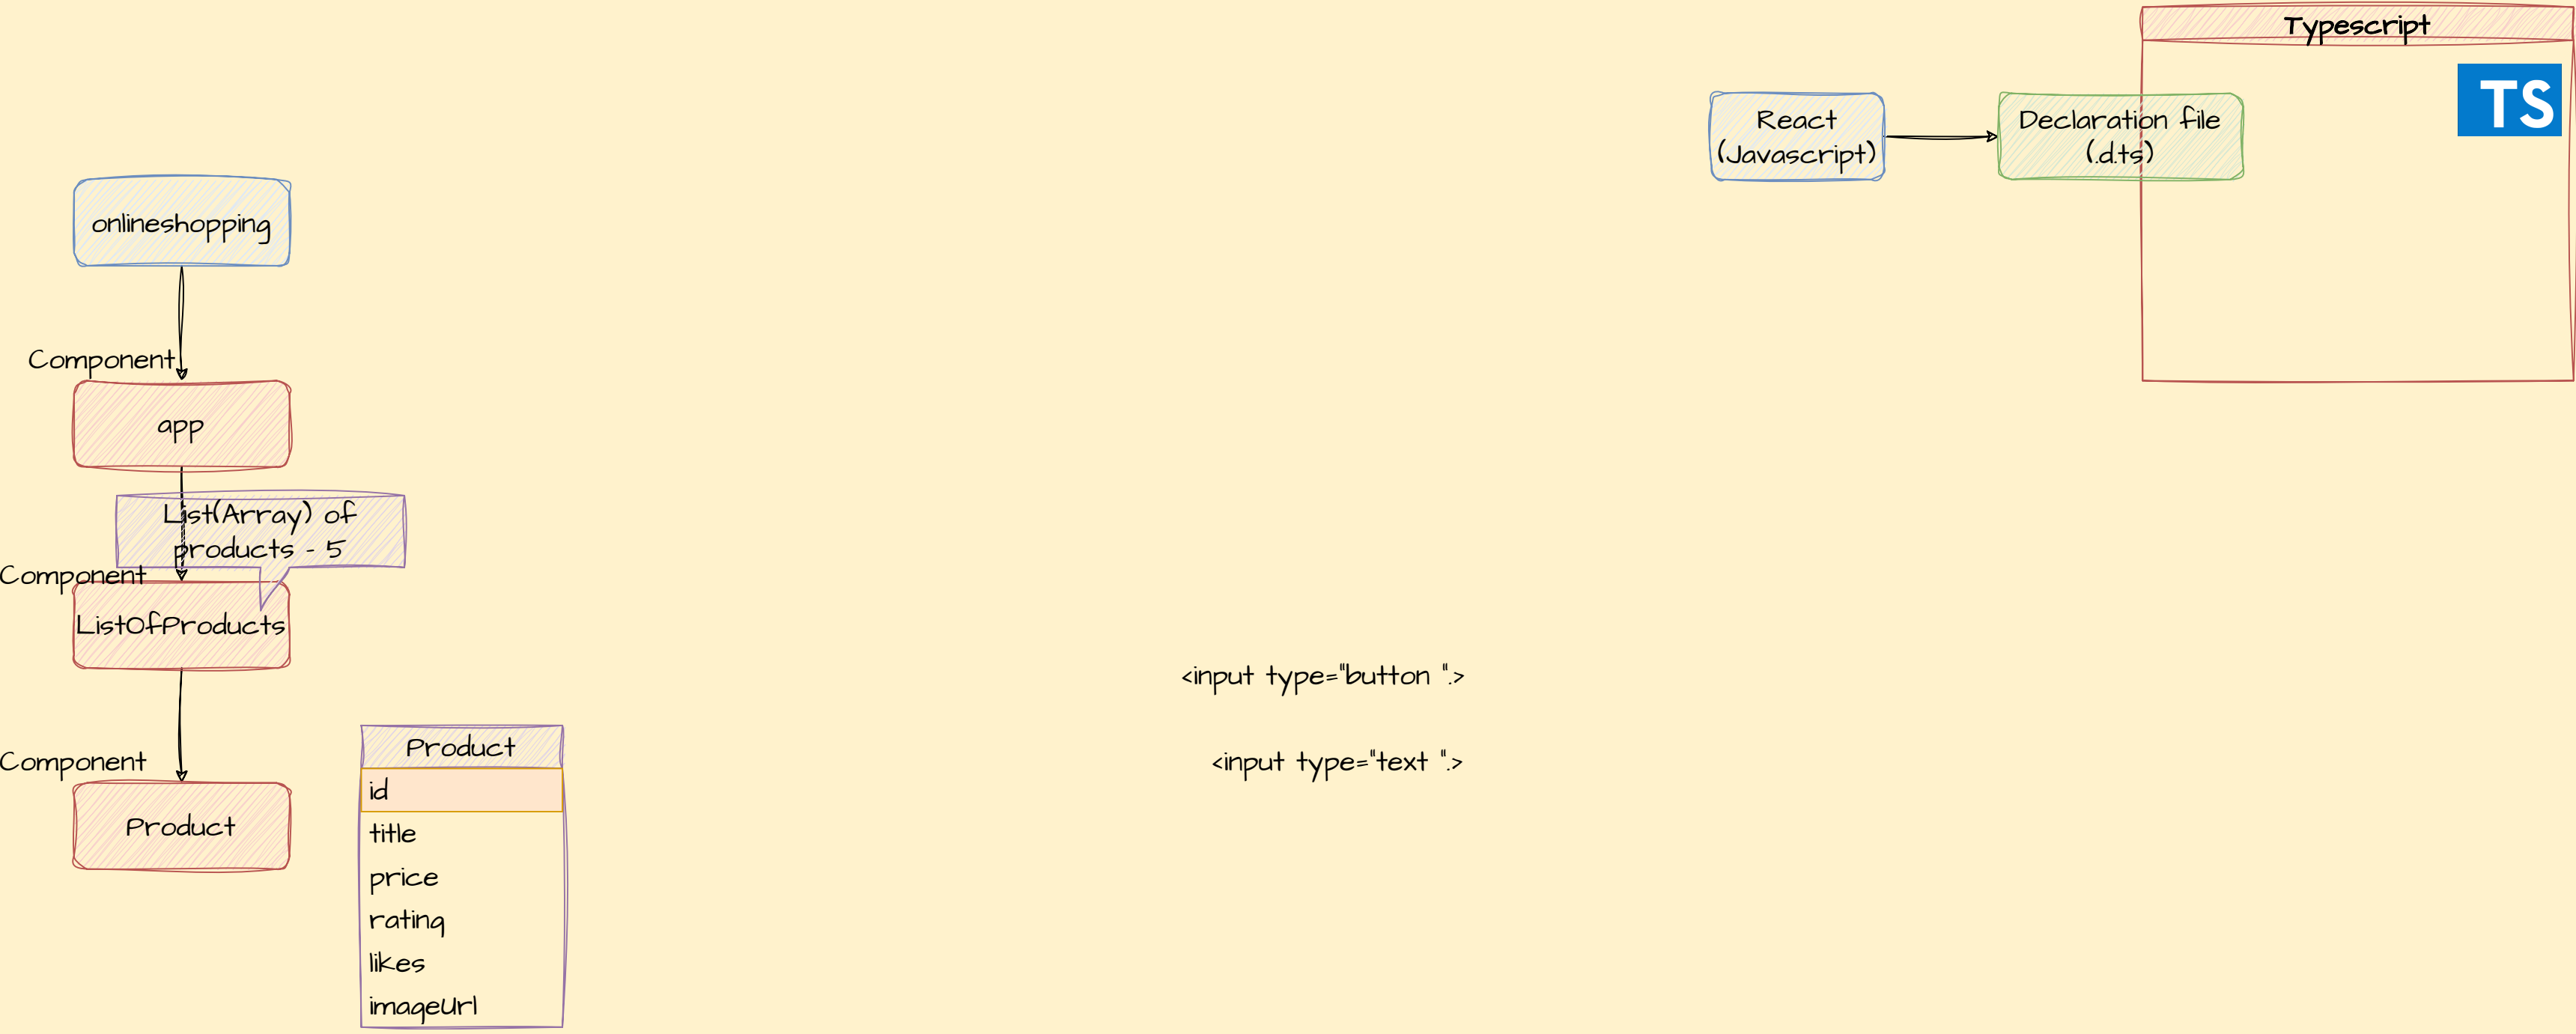 Typescript
TS
React
(Javascript)
Declaration file
(.d.ts)
onlineshopping
Component
app
List(Array) of
products - 5
Component
ListOfProducts
<input type="button ".>
Component
Product
Product
id
title
price
rating
likes
imageUrl
<input type="text ".>